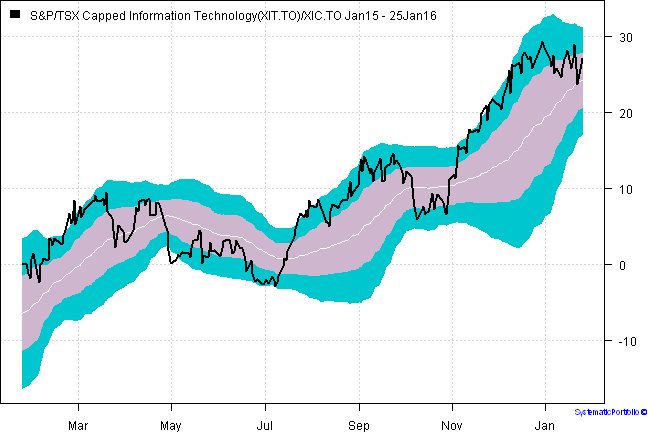 S&P/TSX Capped Information Technology(XIT.TO)/XIC.TO Jan15 - 25Jan16
30
20
10
0
-10
Mar May Jul Sep Nov Jan
SystematicPortfolio ©